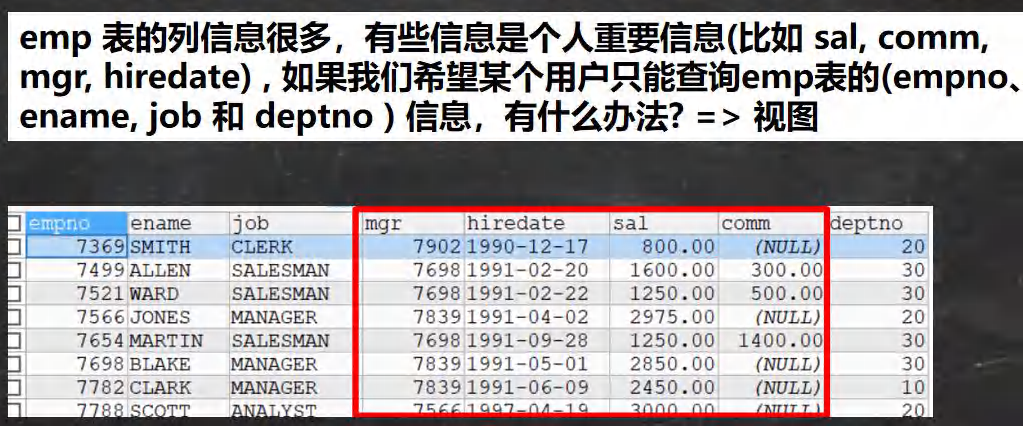 emp 表的列信息很多，有些信息是个人重要信息(比如 sal, comm,
mgr, hiredate) , 如果我们希望某个用户只能查询emp表的(empno、
ename, job 和 deptno ) 信息，有什么办法? => 视图
empno ename job mgr hiredate sal comm deptno
7369 SMITH CLERK 7902 1990-12-17 800.00 (NULL) 20
7499 ALLEN SALESMAN 7698 1991-02-20 1600.00 300.00 30
7521 WARD SALESMAN 7698 1991-02-22 1250.00 500.00 30
7566 JONES MANAGER 7839 1991-04-02 2975.00 (NULL) 20
7654 MARTIN SALESMAN 7698 1991-09-28 1250.00 1400.00 30
7698 BLAKE MANAGER 7839 1991-05-01 2850.00 (NULL) 30
7782 CLARK MANAGER 7839 1991-06-09 2450.00 (NULL) 10
7788 SCOTT ANALYST 7566 1997-04-19 3000.00 (NULL) 20